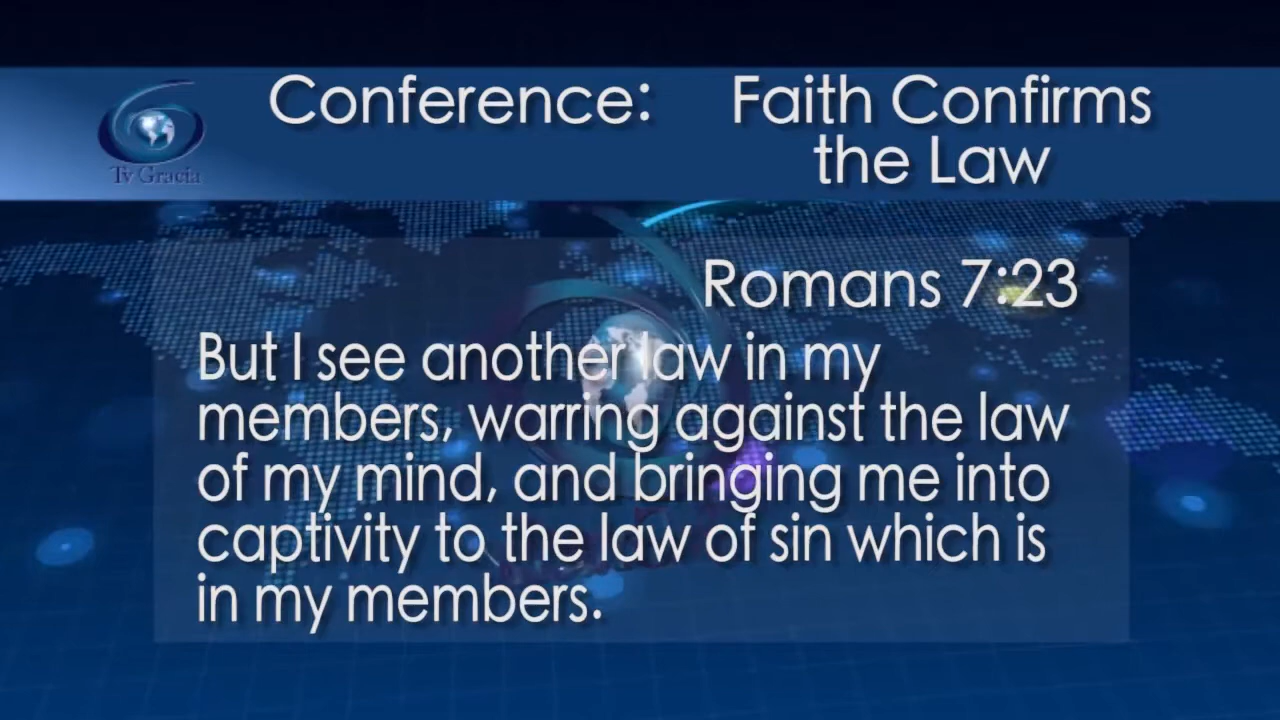 Conference: Faith Confirms
the Law
Tv Gracia
Romans 7:23
But I see another law in my
members, warring against the law
of my mind, and bringing me into
captivity to the law of sin which is
in my members.